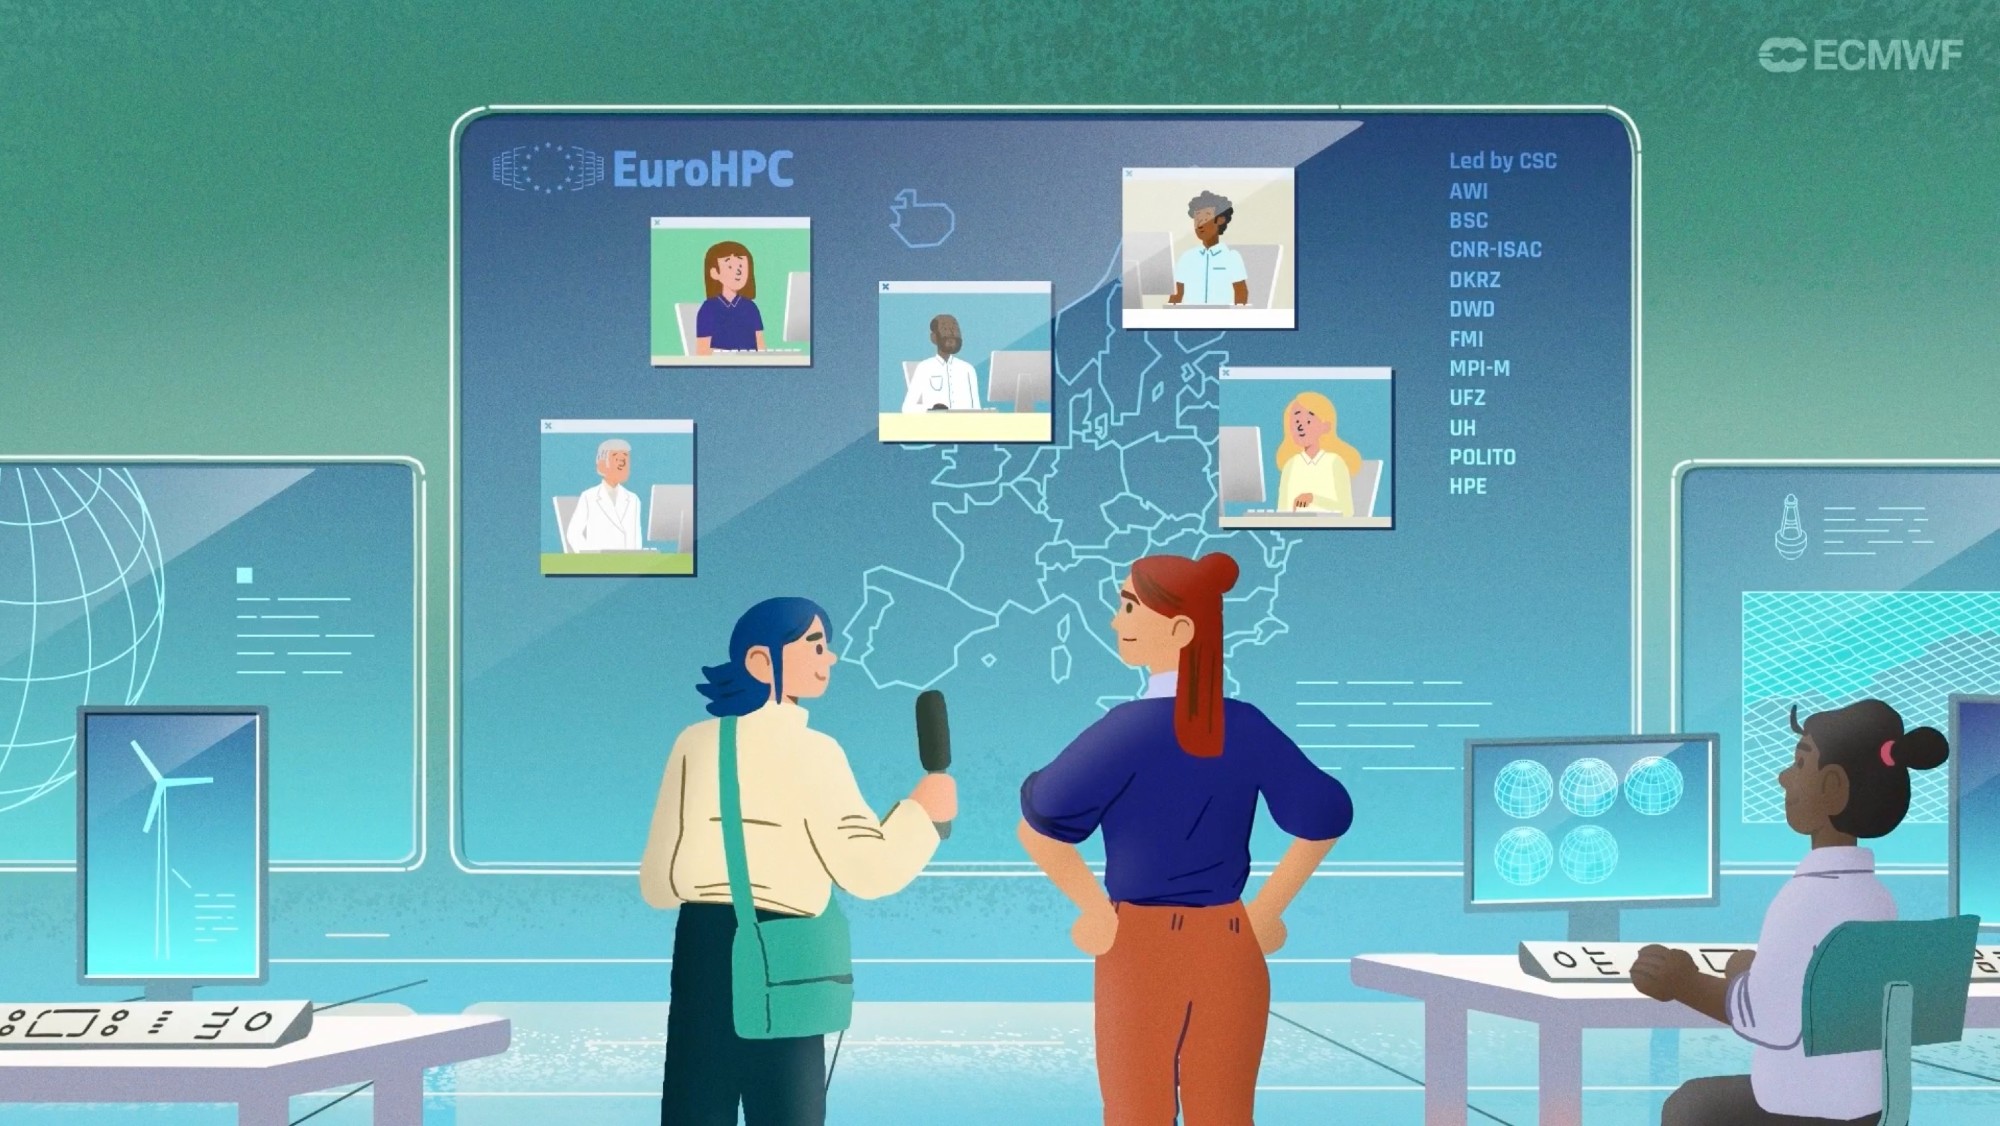 ECMWF
EuroHPC
Led by CSC
AWI
BSC
CNR-ISAC
DKRZ
DWD
FMI
MPI-M
UFZ
UH
POLITO
HPE